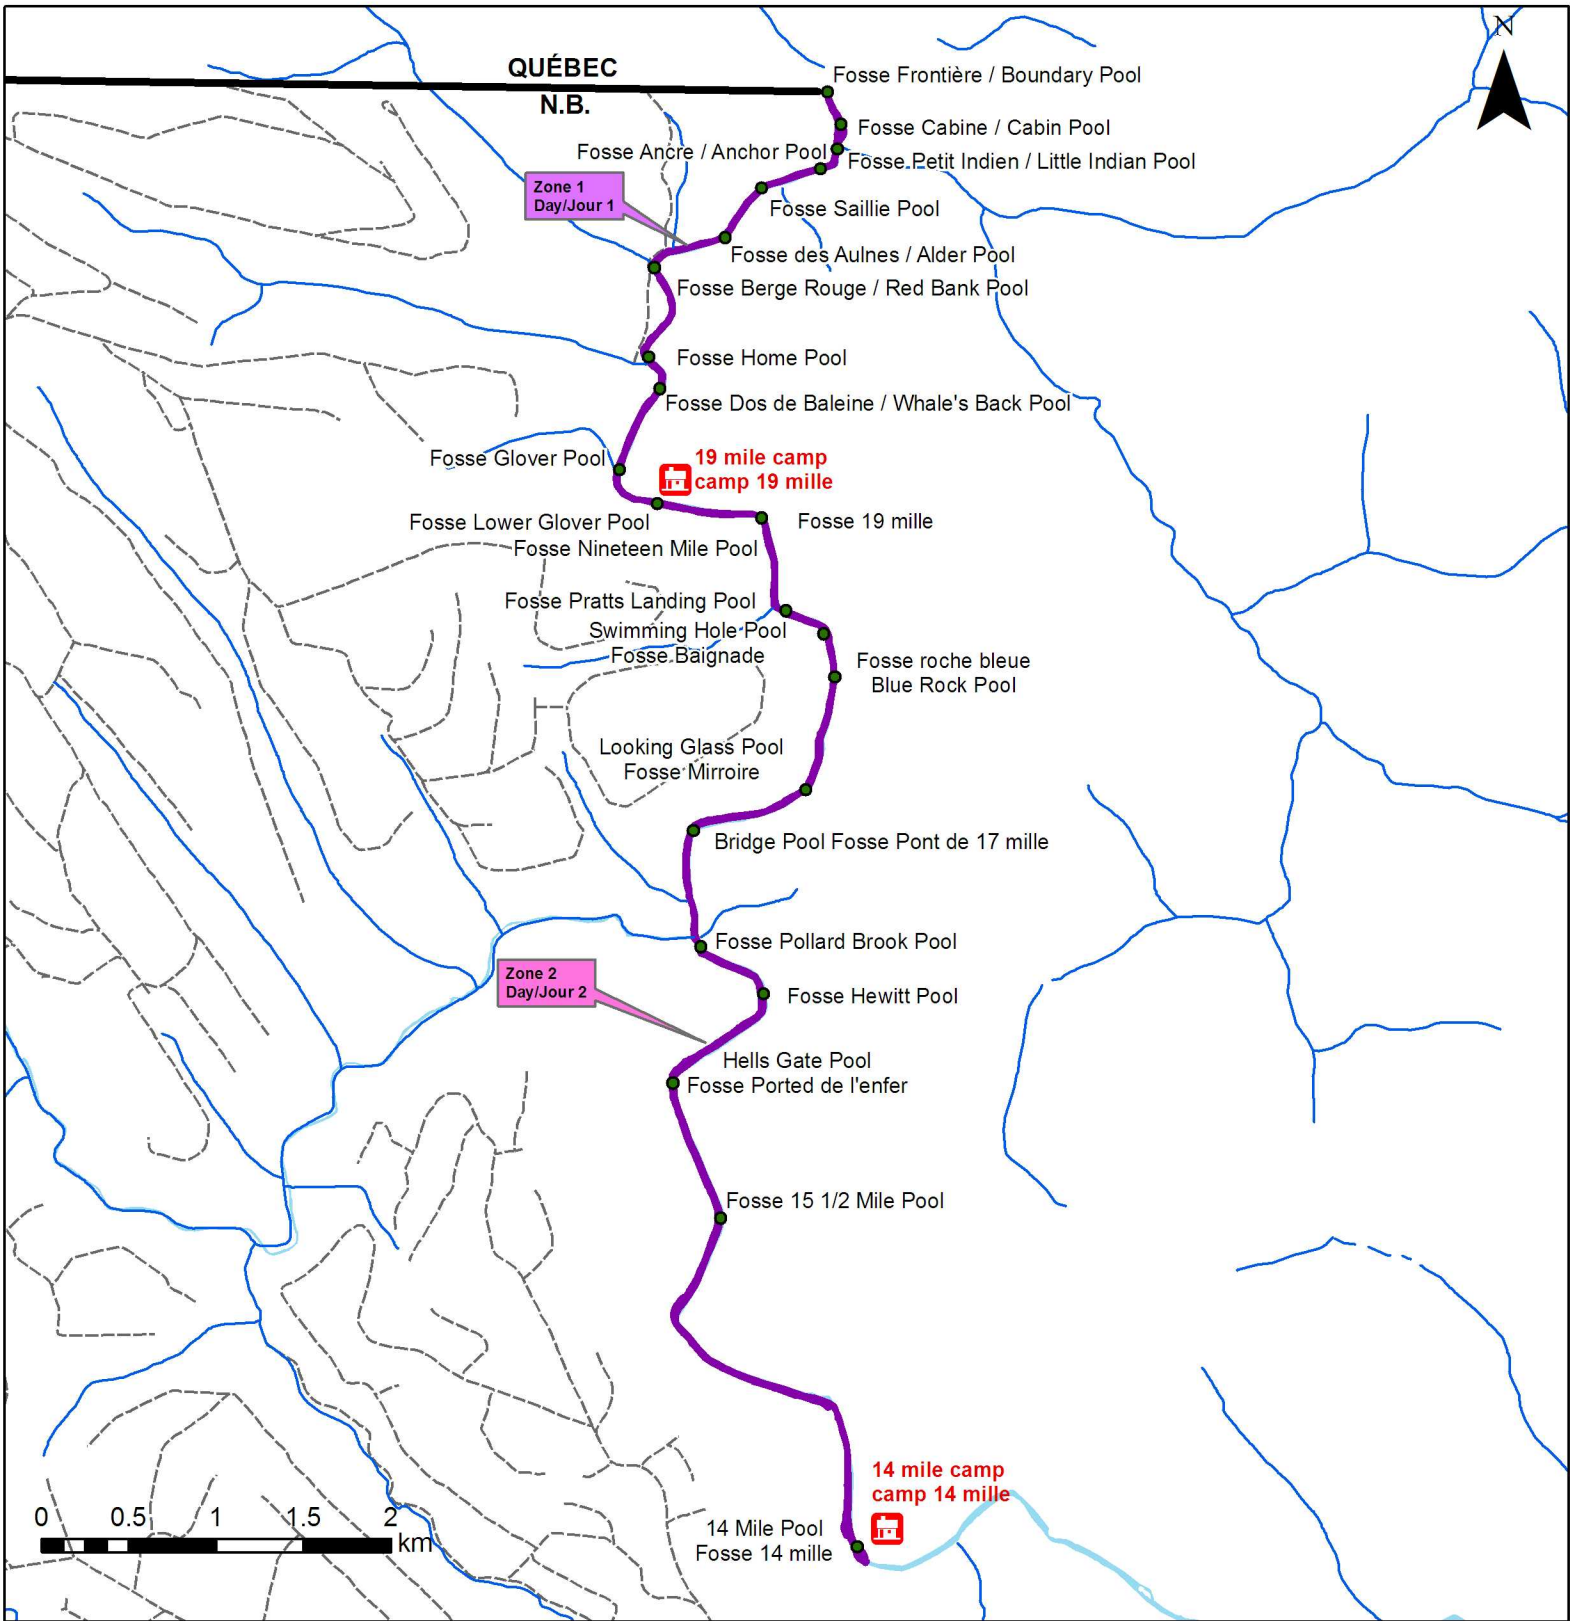 N
QUÉBEC
N.B.
Fosse Frontière / Boundary Pool
Fosse Cabine / Cabin Pool
Fosse Ancre / Anchor Pool
Fosse Petit Indien / Little Indian Pool
Zone 1
Day/Jour 1
Fosse Saillie Pool
Fosse des Aulnes / Alder Pool
Fosse Berge Rouge / Red Bank Pool
Fosse Home Pool
Fosse Dos de Baleine / Whale's Back Pool
Fosse Glover Pool
19 mile camp
camp 19 mille
Fosse Lower Glover Pool
Fosse 19 mille
Fosse Nineteen Mile Pool
Fosse Pratts Landing Pool
Swimming Hole Pool
Fosse Baignade
Fosse roche bleue
Blue Rock Pool
Looking Glass Pool
Fosse Mirroire
Bridge Pool Fosse Pont de 17 mille
Fosse Pollard Brook Pool
Zone 2
Day/Jour 2
Fosse Hewitt Pool
Hells Gate Pool
Fosse Ported de l'enfer
Fosse 15 1/2 Mile Pool
14 mile camp
camp 14 mille
14 Mile Pool
Fosse 14 mille
0 0.5 1 1.5 2
km